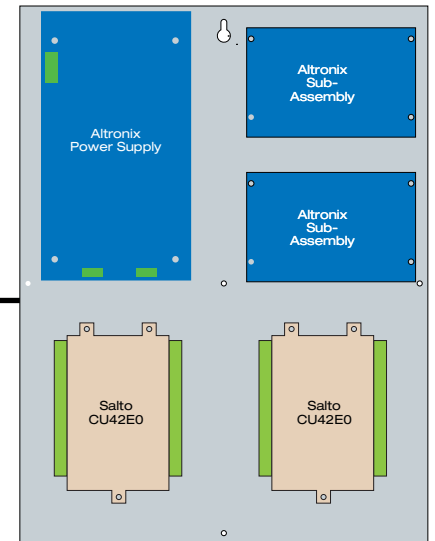 Altronix
Power Supply
Altronix
Sub-
Assembly
Altronix
Sub-
Assembly
Salto
CU42E0
Salto
CU42E0